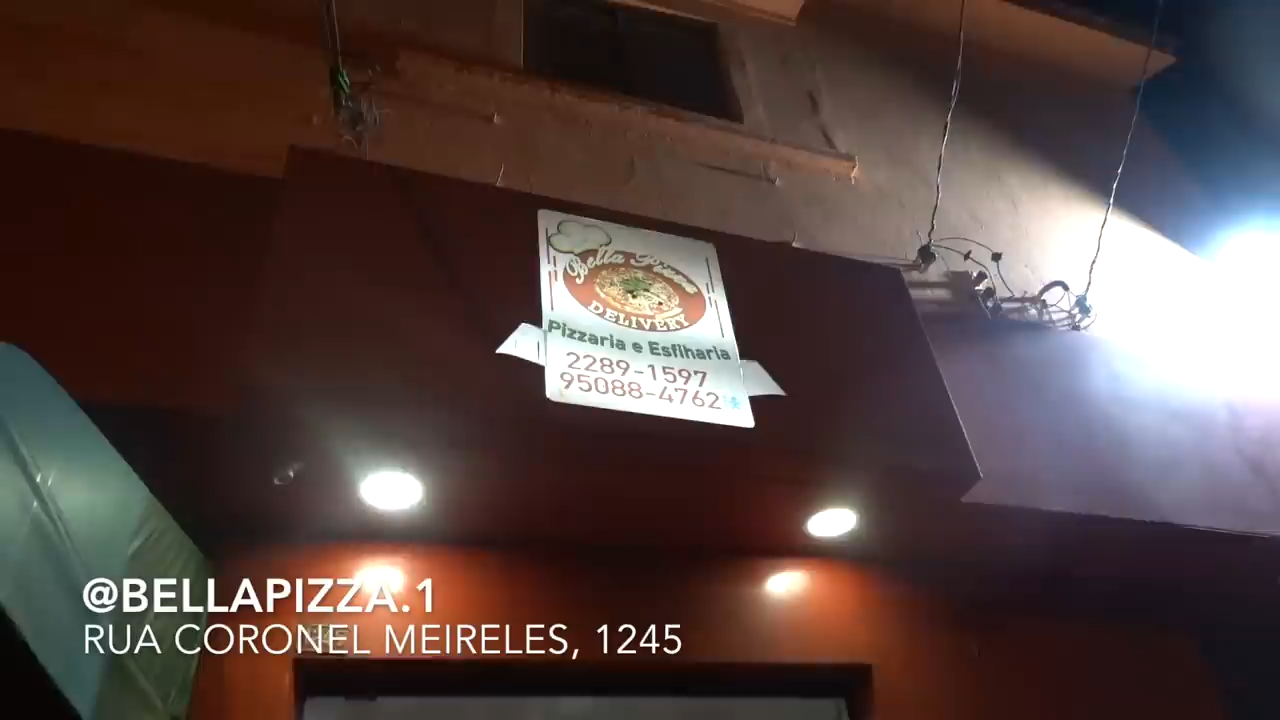 Bella Pizza
DELIVERY
Pizzaria e Esfiharia
2289-1597
95088-4762
@BELLAPIZZA.1
RUA CORONEL MEIRELES, 1245